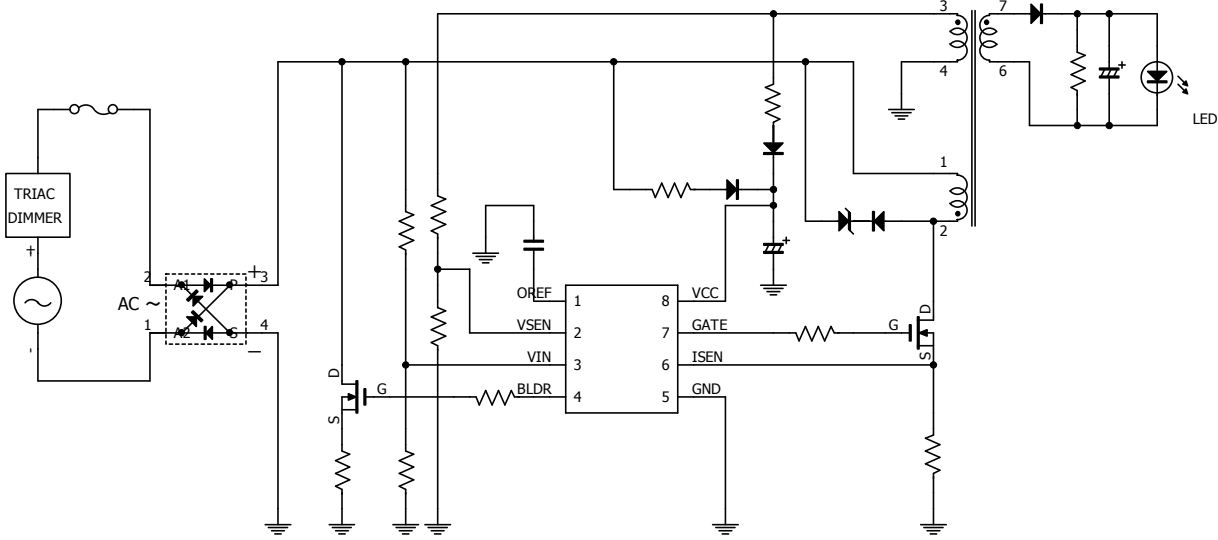 3
7
4
6
LED
1
2
TRIAC
DIMMER
+
-
AC ~
2
1
A1
A2
P
S
3
4
+
–
+
+
OREF
VSEN
VIN
BLDR
1
2
3
4
8
7
6
5
VCC
GATE
ISEN
GND
D
G
S
D
G
S